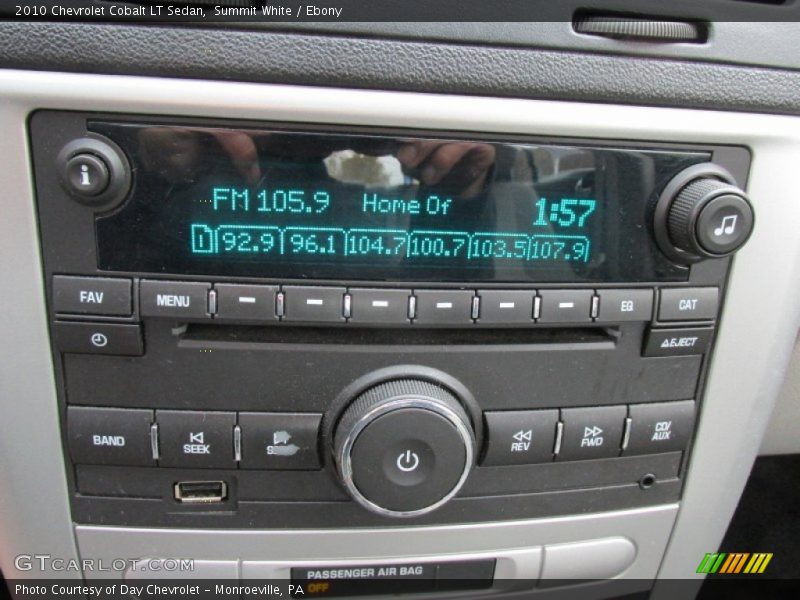 2010 Chevrolet Cobalt LT Sedan, Summit White / Ebony
i
FM 105.9 Home Of 1:57
1 92.9 96.1 104.7 100.7 103.5 107.9
FAV MENU EQ CAT
EJECT
BAND SEEK REV FWD CD/AUX
GTCARLOT.COM
PASSENGER AIR BAG
OFF
Photo Courtesy of Day Chevrolet - Monroeville, PA